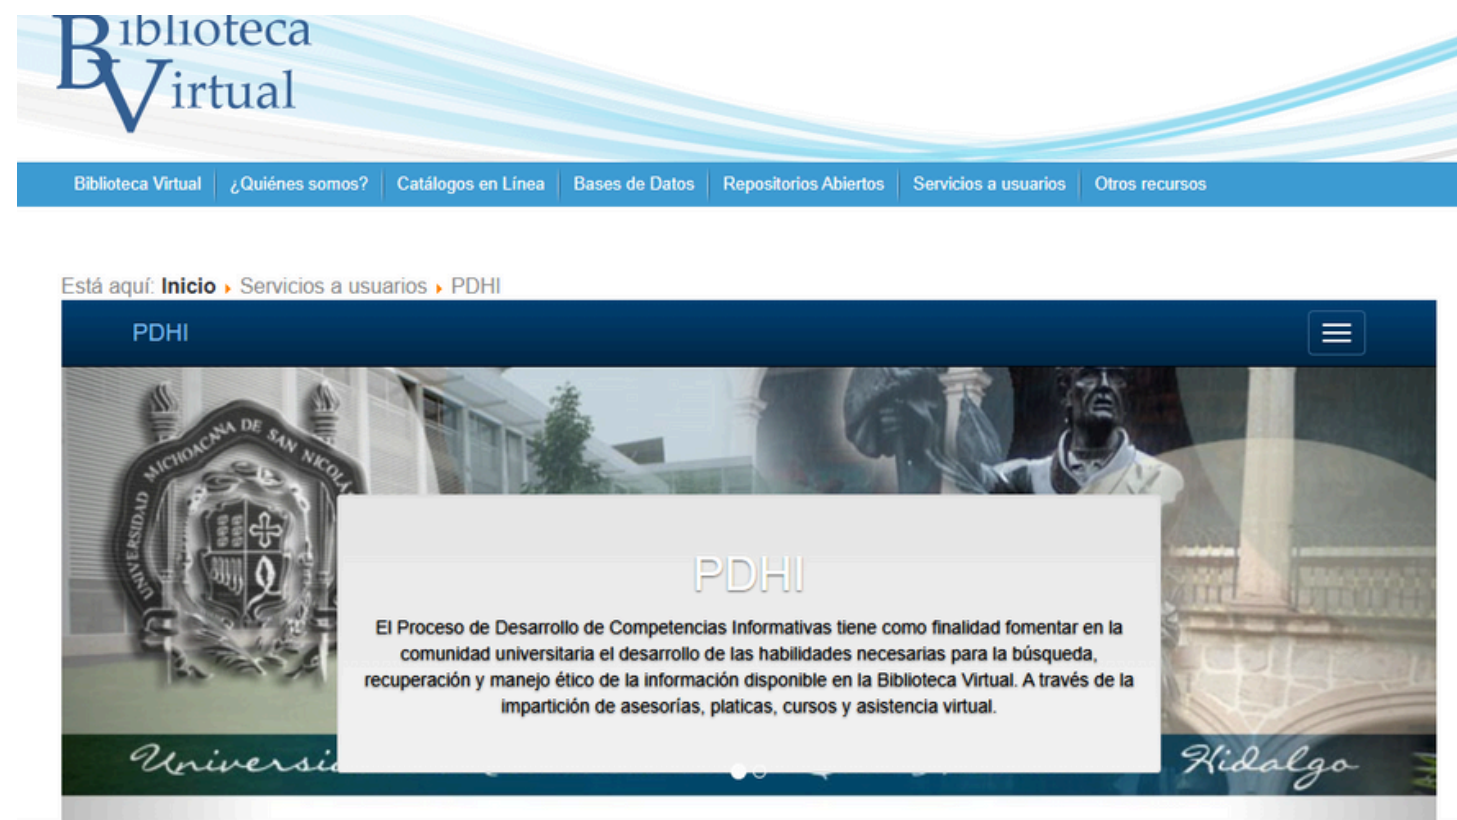 Biblioteca
Virtual
Biblioteca Virtual ¿Quiénes somos? Catálogos en Línea Bases de Datos Repositorios Abiertos Servicios a usuarios Otros recursos
Está aquí: Inicio Servicios a usuarios PDHI
PDHI
UNIVERSIDAD MICHOACANA DE SAN
PDHI
El Proceso de Desarrollo de Competencias Informativas tiene como finalidad fomentar en la
comunidad universitaria el desarrollo de las habilidades necesarias para la búsqueda,
recuperación y manejo ético de la información disponible en la Biblioteca Virtual. A través de la
impartición de asesorías, platicas, cursos y asistencia virtual.
Hidalgo